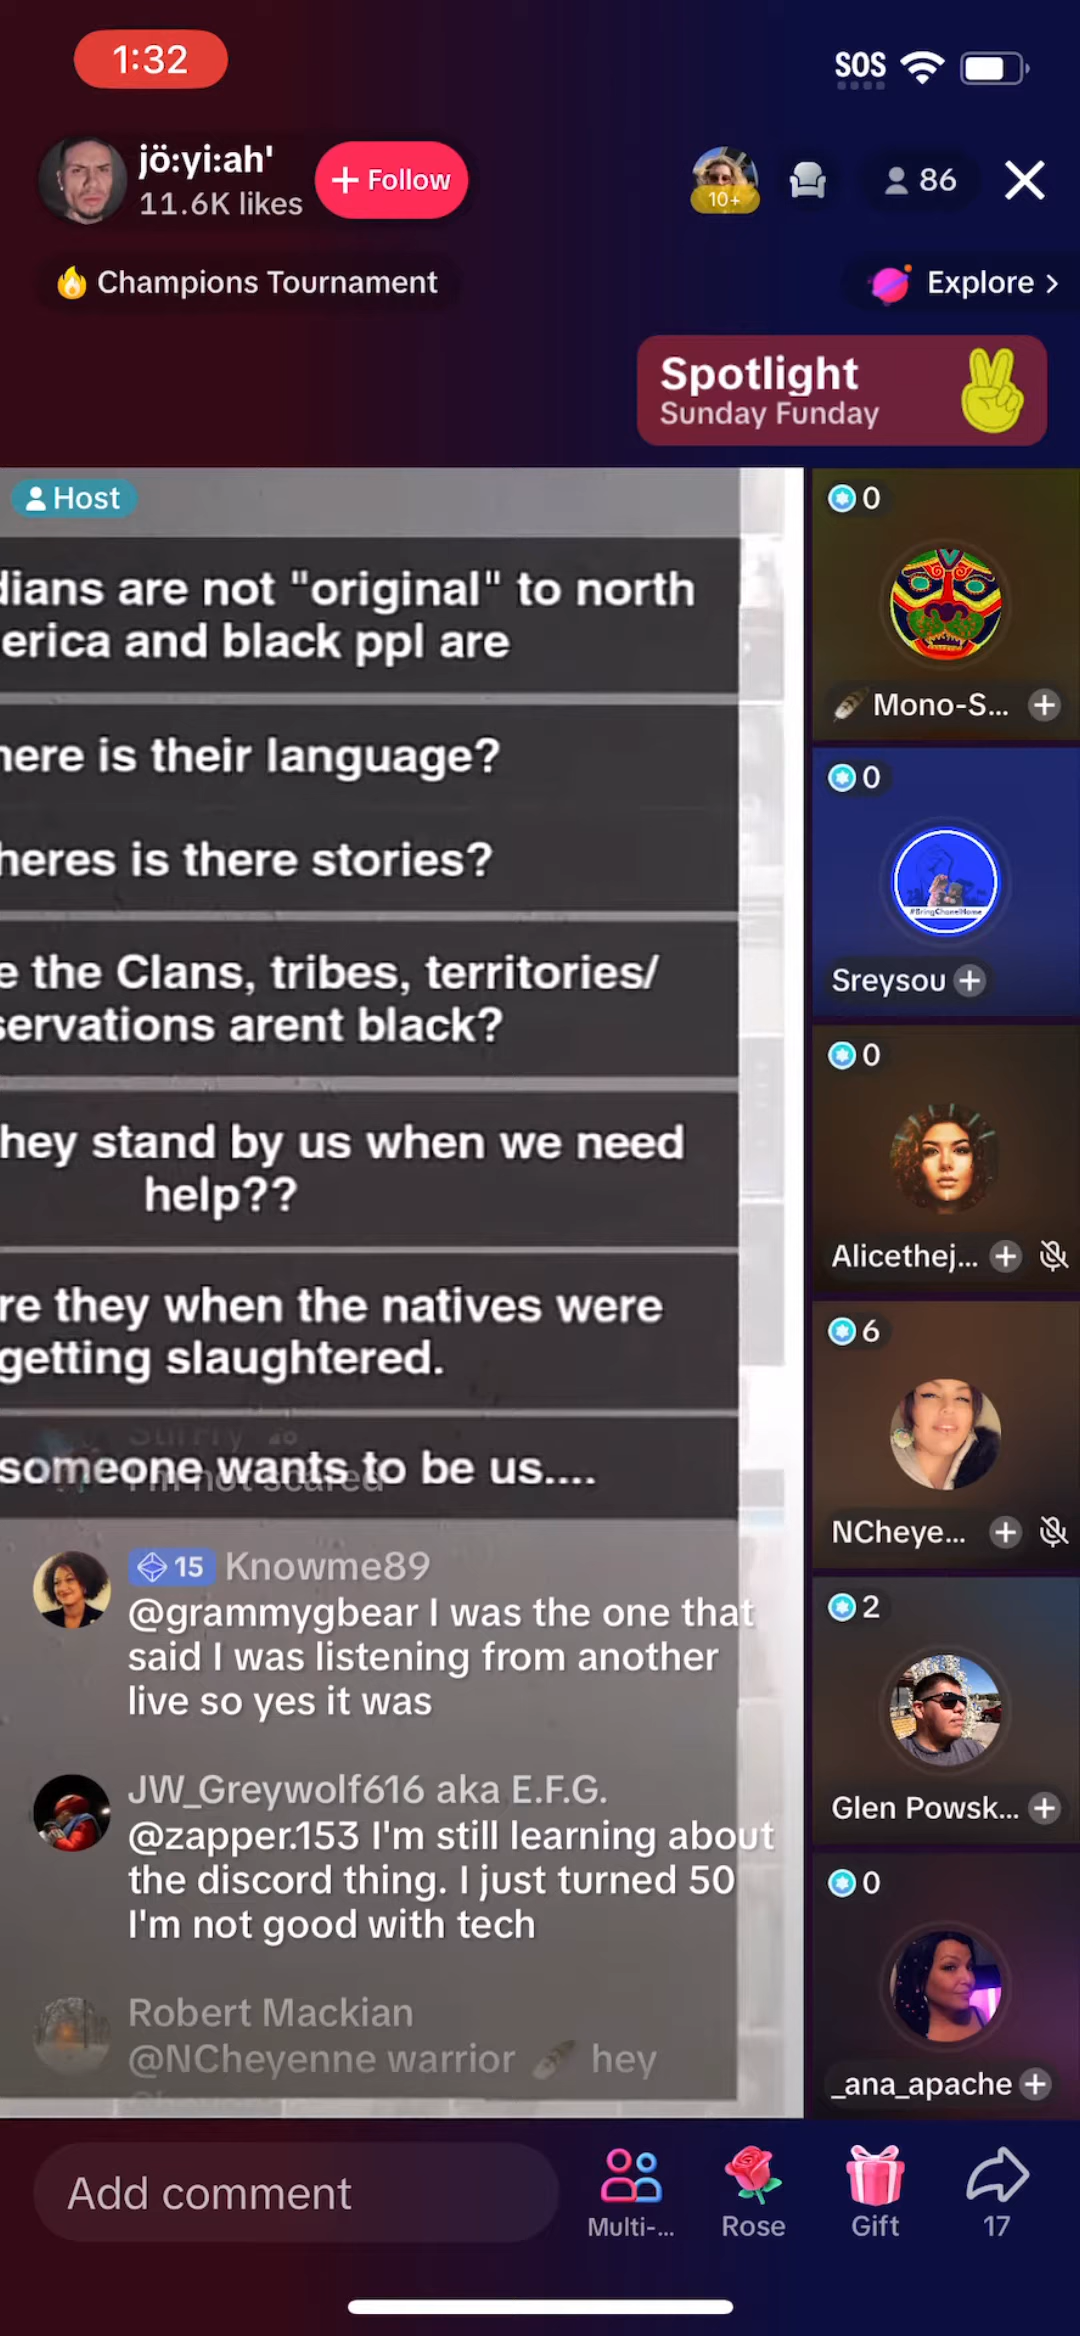 1:32
SOS
jö:yi:ah'
11.6K likes
+ Follow
10+
86
Champions Tournament
Explore >
Spotlight
Sunday Funday
Host
dians are not "original" to north
erica and black ppl are
here is their language?
heres is there stories?
e the Clans, tribes, territories/
servations arent black?
hey stand by us when we need
help??
re they when the natives were
getting slaughtered.
someone wants to be us....
I'm not scared
15 Knowme89
@grammygbear I was the one that
said I was listening from another
live so yes it was
JW_Greywolf616 aka E.F.G.
@zapper.153 I'm still learning about
the discord thing. I just turned 50
I'm not good with tech
Robert Mackian
@NCheyenne warrior hey
0
Mono-S...
0
#BringChanelHome
Sreysou
0
Alicethej...
6
NCheye...
2
Glen Powsk...
0
_ana_apache
Add comment
Multi-...
Rose
Gift
17